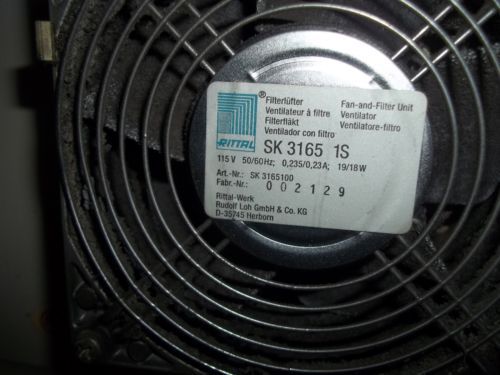 RITTAL
® Filterlüfter Fan-and-Filter Unit
Ventilateur à filtre Ventilator
Filterfläkt Ventilatore-filtro
Ventilador con filtro
SK 3165 1S
115 V 50/60Hz; 0,235/0,23A; 19/18W
Art.-Nr.: SK 3165100
Fabr.-Nr.: 002129
Rittal-Werk
Rudolf Loh GmbH & Co. KG
D-35745 Herborn